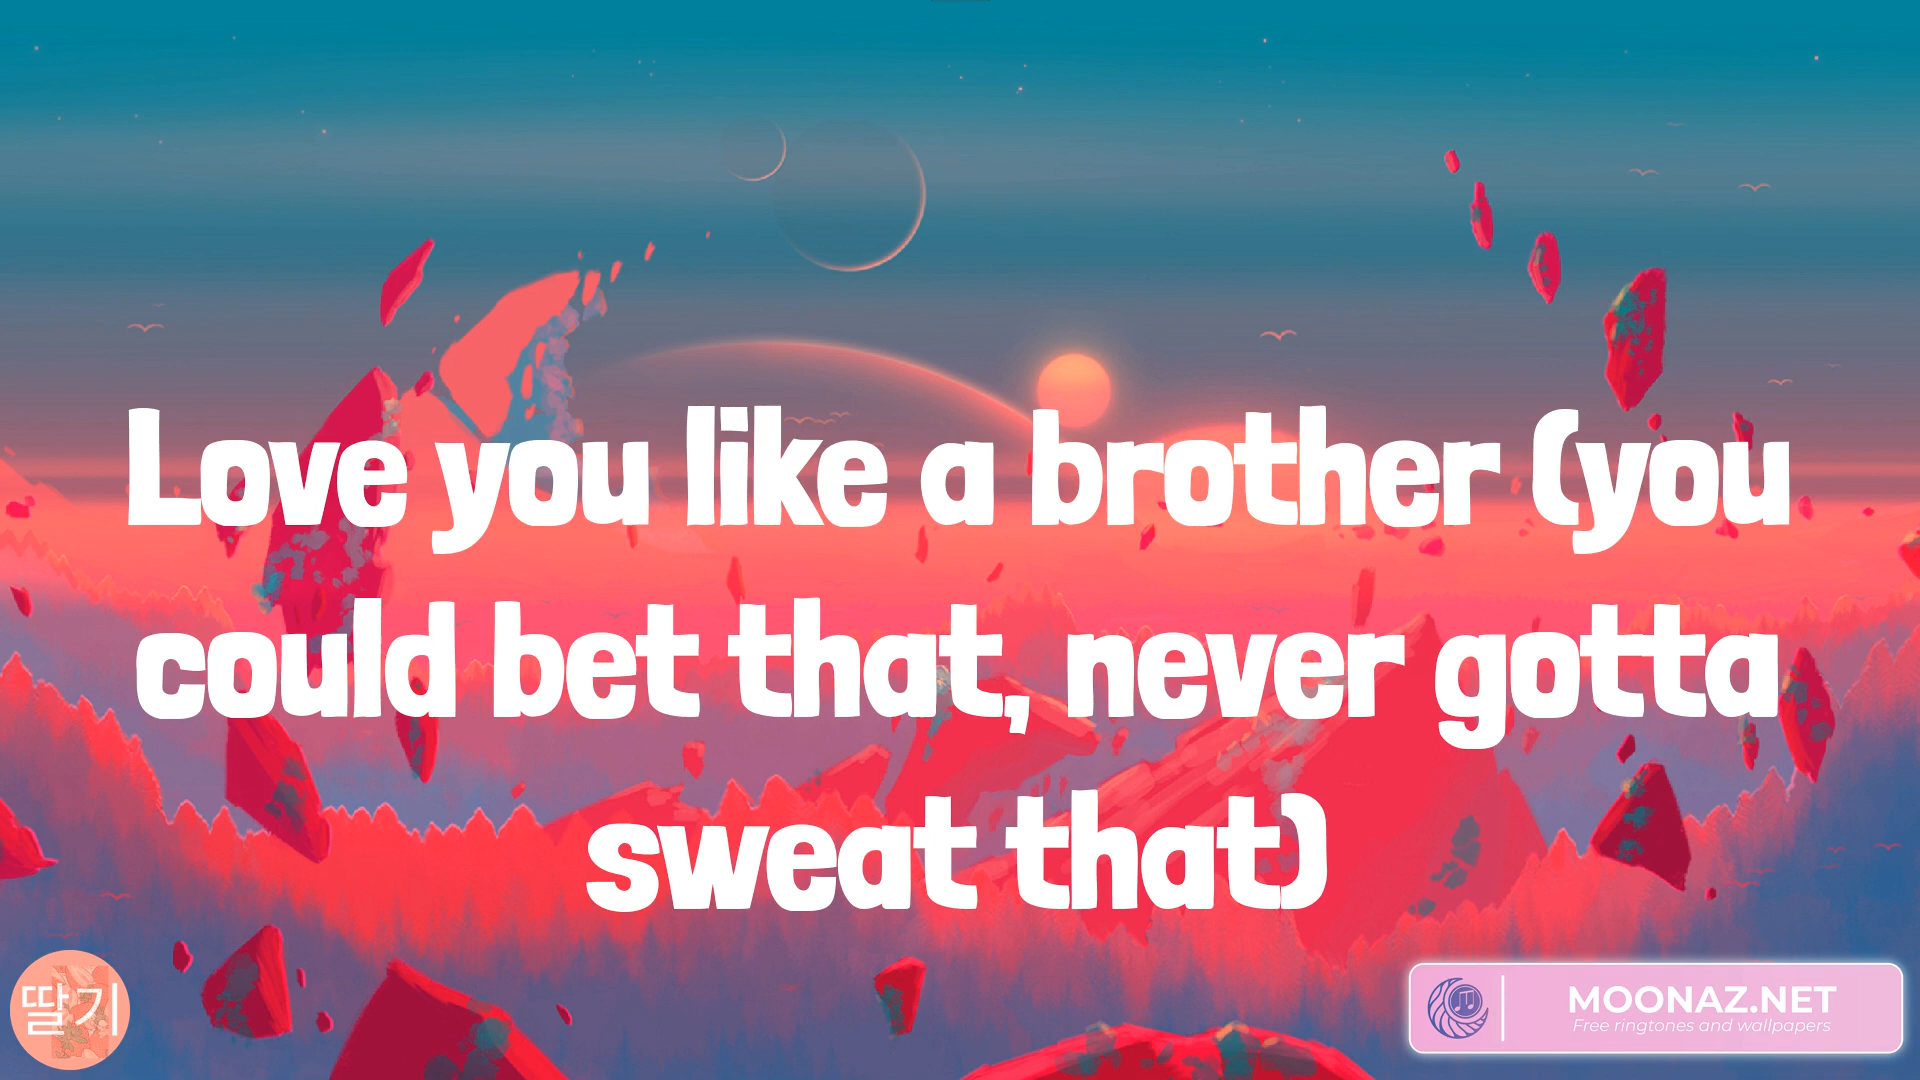 Love you like a brother (you
could bet that, never gotta
sweat that)
딸기
MOONAZ.NET
Free ringtones and wallpapers